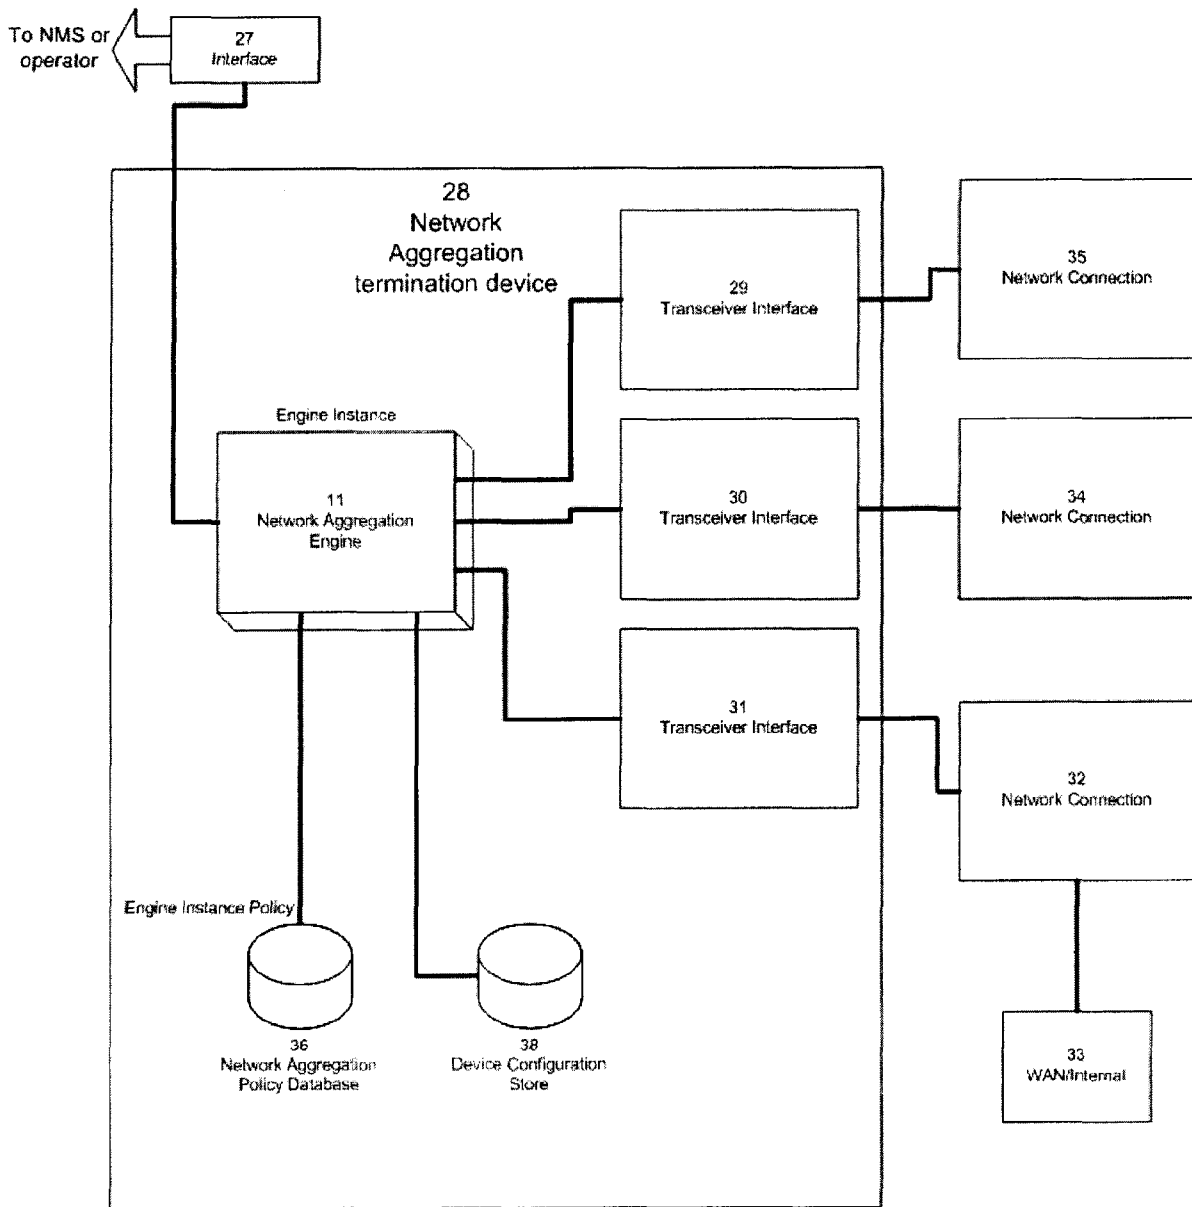 To NMS or
operator
27
Interface
28
Network
Aggregation
termination device
29
Transceiver Interface
35
Network Connection
Engine Instance
11
Network Aggregation
Engine
30
Transceiver Interface
34
Network Connection
31
Transceiver Interface
32
Network Connection
Engine Instance Policy
36
Network Aggregation
Policy Database
38
Device Configuration
Store
33
WAN/Internal